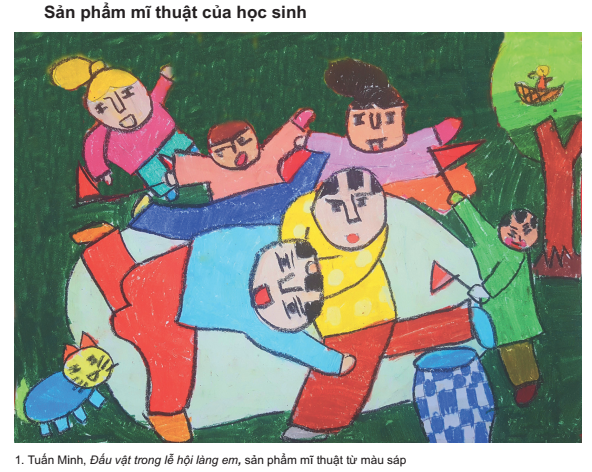 Sản phẩm mĩ thuật của học sinh
1. Tuấn Minh, Đấu vật trong lễ hội làng em, sản phẩm mĩ thuật từ màu sáp